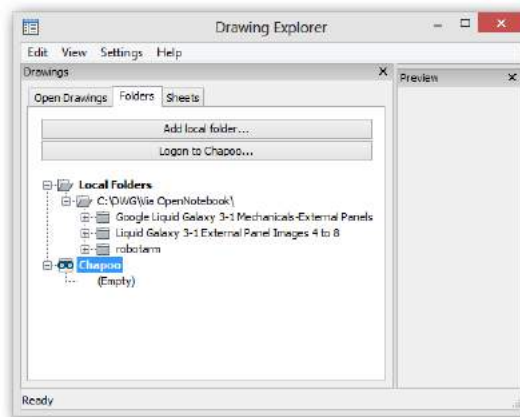 Drawing Explorer
Edit View Settings Help
Drawings
Preview
Open Drawings Folders Sheets
Add local folder...
Logon to Chapoo...
Local Folders
C:\DWG\Via OpenNotebook\
Google Liquid Galaxy 3-1 Mechanicals-External Panels
Liquid Galaxy 3-1 External Panel Images 4 to 8
robotarm
Chapoo
(Empty)
Ready